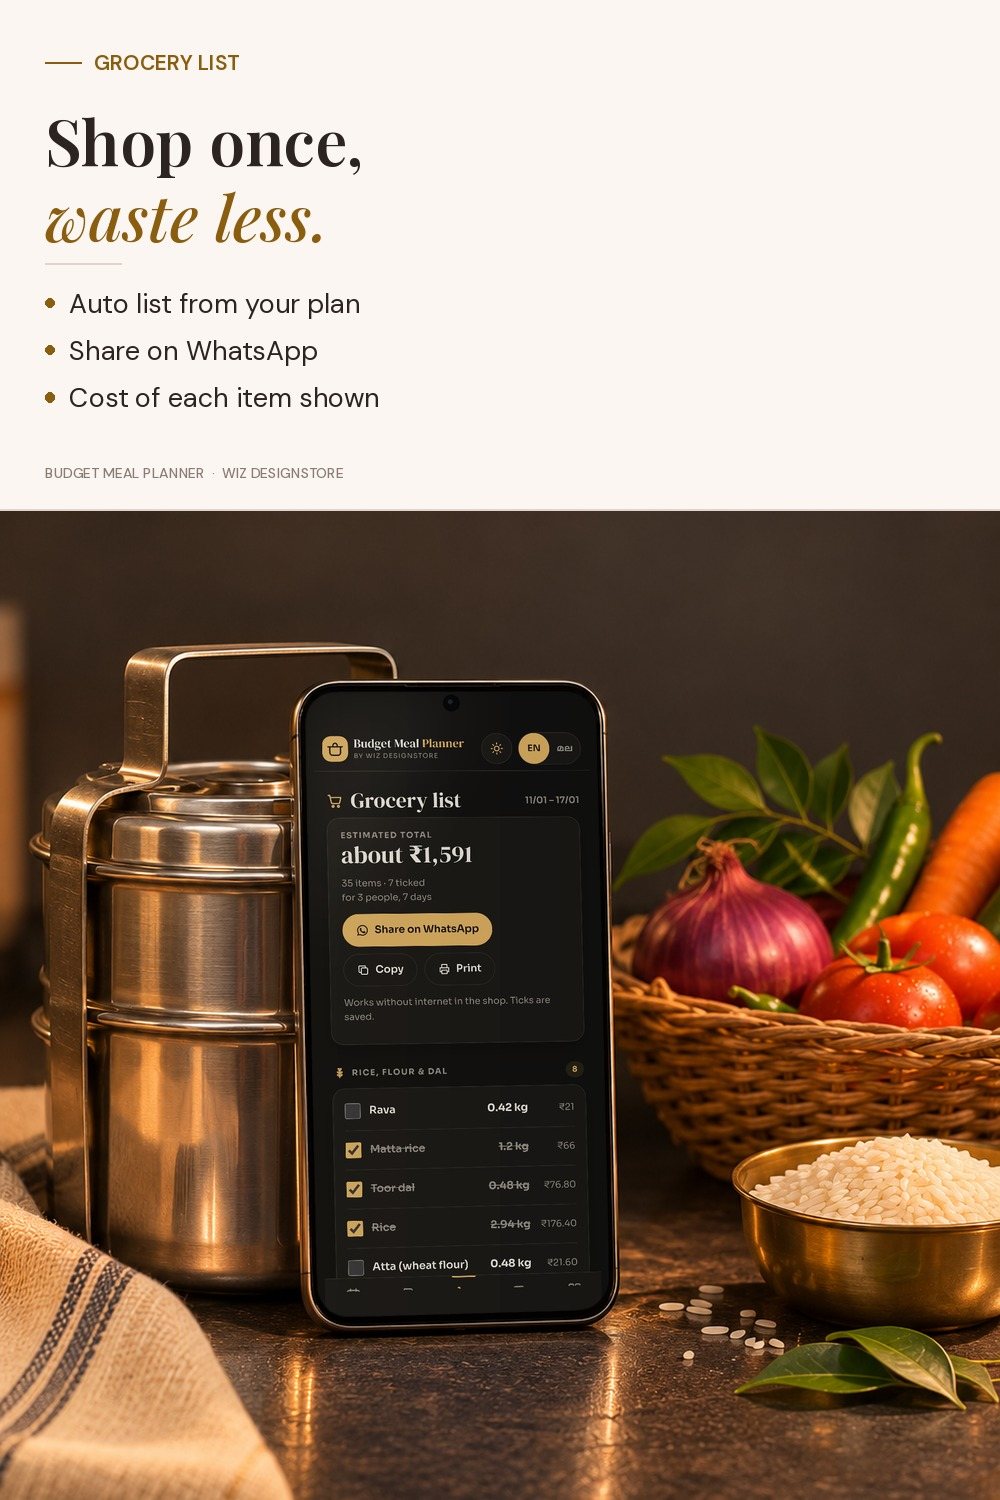 GROCERY LIST
Shop once,
waste less.
Auto list from your plan
Share on WhatsApp
Cost of each item shown
BUDGET MEAL PLANNER · WIZ DESIGNSTORE
Budget Meal Planner
BY WIZ DESIGNSTORE
EN മല
Grocery list 11/01 – 17/01
ESTIMATED TOTAL
about ₹1,591
35 items · 7 ticked
for 3 people, 7 days
Share on WhatsApp
Copy Print
Works without internet in the shop. Ticks are
saved.
RICE, FLOUR & DAL 8
Rava 0.42 kg ₹21
Matta rice 1.2 kg ₹66
Toor dal 0.48 kg ₹76.80
Rice 2.94 kg ₹176.40
Atta (wheat flour) 0.48 kg ₹21.60